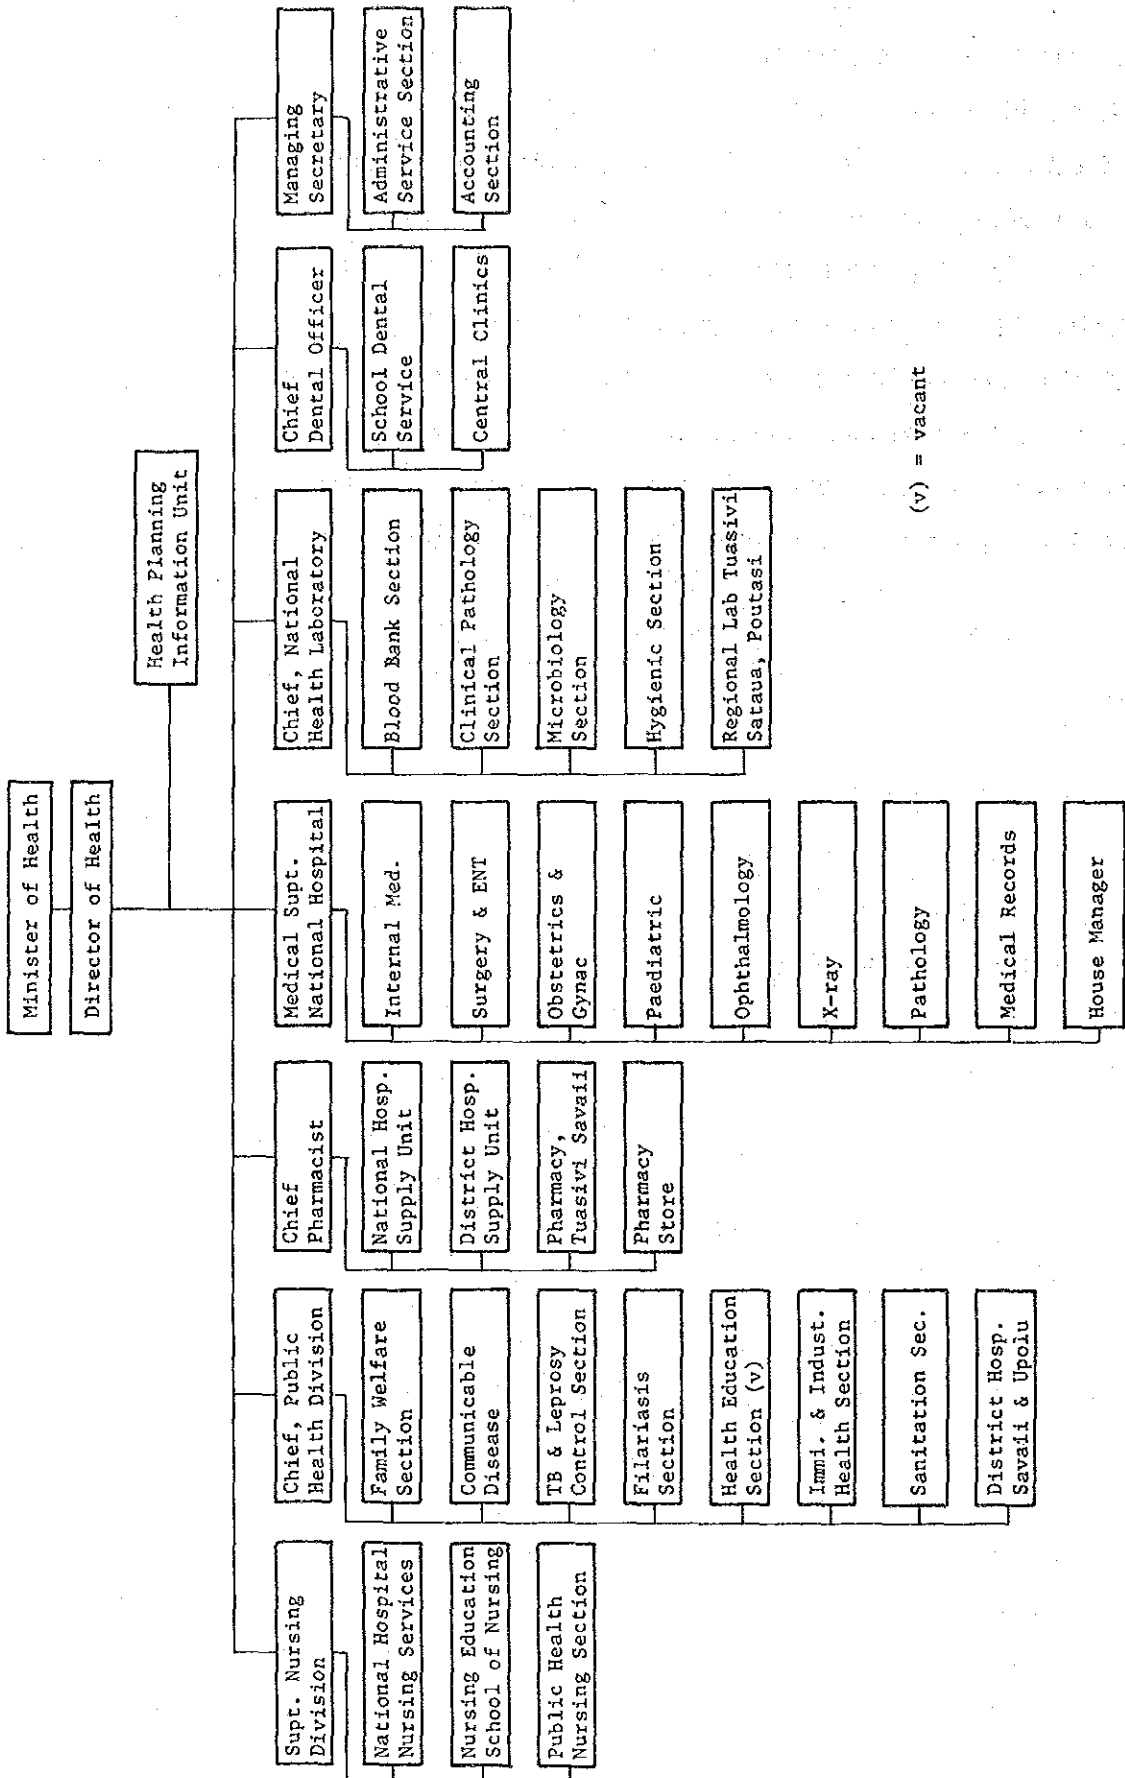 Minister of Health
Director of Health
Health Planning
Information Unit
Supt. Nursing
Division
National Hospital
Nursing Services
Nursing Education
School of Nursing
Public Health
Nursing Section
Chief, Public
Health Division
Family Welfare
Section
Communicable
Disease
TB & Leprosy
Control Section
Filariasis
Section
Health Education
Section (v)
Immi. & Indust.
Health Section
Sanitation Sec.
District Hosp.
Savaii & Upolu
Chief
Pharmacist
National Hosp.
Supply Unit
District Hosp.
Supply Unit
Pharmacy,
Tuasivi Savaii
Pharmacy
Store
Medical Supt.
National Hospital
Internal Med.
Surgery & ENT
Obstetrics &
Gynac
Paediatric
Ophthalmology
X-ray
Pathology
Medical Records
House Manager
Chief, National
Health Laboratory
Blood Bank Section
Clinical Pathology
Section
Microbiology
Section
Hygienic Section
Regional Lab Tuasivi
Sataua, Poutasi
Chief
Dental Officer
School Dental
Service
Central Clinics
Managing
Secretary
Administrative
Service Section
Accounting
Section
(v) = vacant